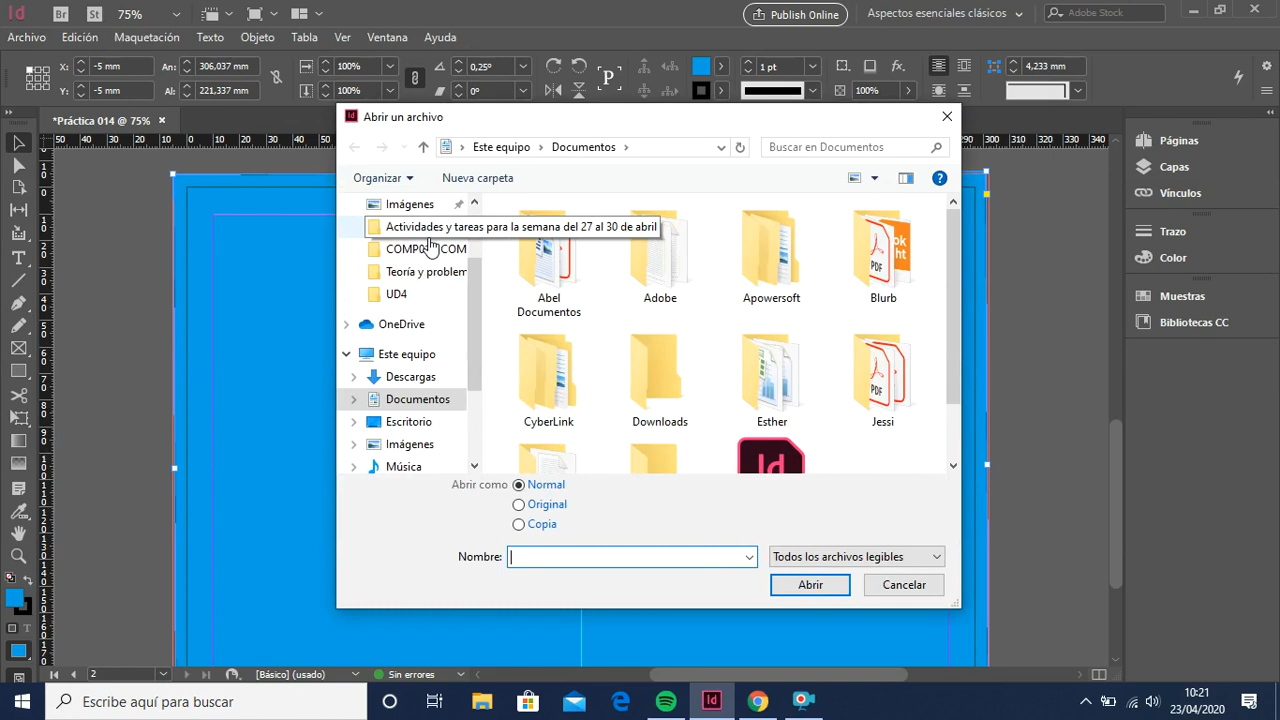 Id Br St 75% Publish Online Aspectos esenciales clásicos Adobe Stock
Archivo Edición Maquetación Texto Objeto Tabla Ver Ventana Ayuda
X: -5 mm An: 306,037 mm 100% 0,25° P 1 pt fx. 4,233 mm
Y: -5 mm Al: 221,337 mm 100% 0° 100%
*Práctica 014 @ 75%
Abrir un archivo
Este equipo Documentos Buscar en Documentos
Organizar Nueva carpeta
Imágenes
Actividades y tareas para la semana del 27 al 30 de abril
Teoría y problem
UD4
OneDrive
Este equipo
Descargas
Documentos
Escritorio
Imágenes
Música
Abel Documentos
Adobe
Apowersoft
Blurb
CyberLink
Downloads
Esther
Jessi
Abrir como Normal
Original
Copia
Nombre: Todos los archivos legibles
Abrir Cancelar
Páginas
Capas
Vínculos
Trazo
Color
Muestras
Bibliotecas CC
2 [Básico] (usado) Sin errores
Escribe aquí para buscar
10:21
23/04/2020